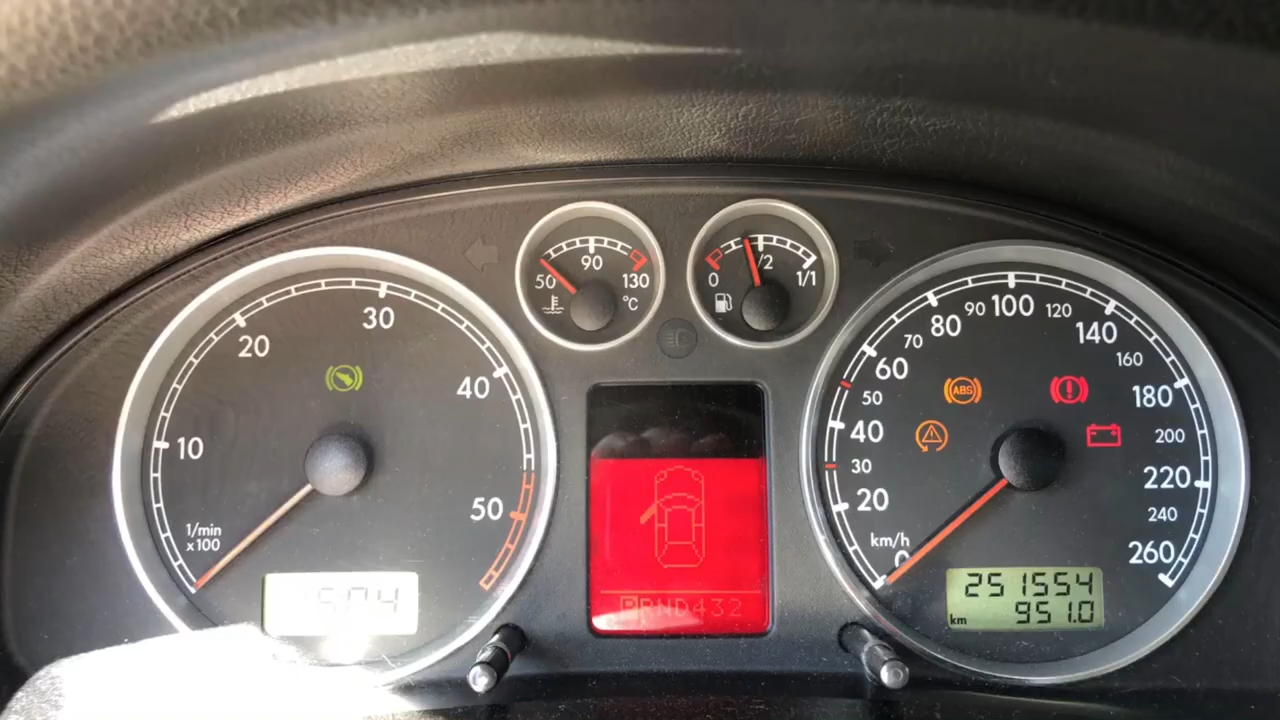 50 90 130
°C
0 1/2 1/1
10 20 30 40 50
1/min
x100
0 20 30 40 50 60 70 80 90 100 120 140 160 180 200 220 240 260
km/h
ABS
PRND432
251554
km 951.0